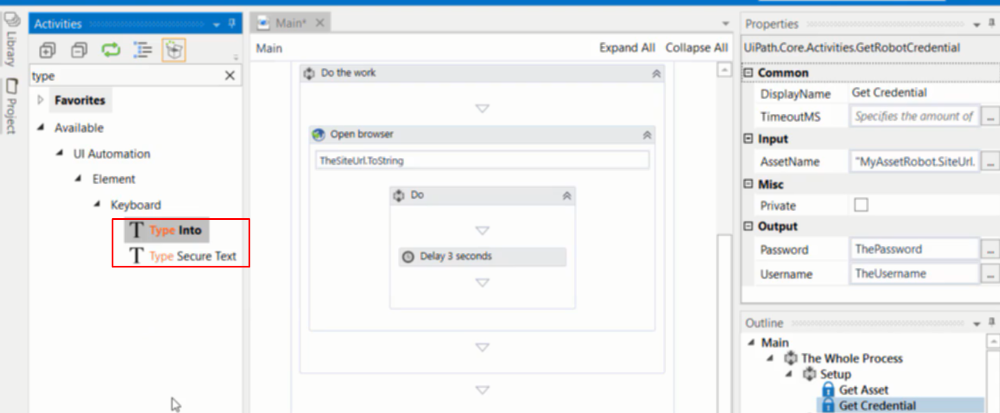 Library
Project
Activities
type
Favorites
Available
UI Automation
Element
Keyboard
T Type Into
T Type Secure Text
Main*
Main
Expand All Collapse All
Do the work
Open browser
TheSiteUrl.ToString
Do
Delay 3 seconds
Properties
UiPath.Core.Activities.GetRobotCredential
Common
DisplayName Get Credential
TimeoutMS Specifies the amount of ...
Input
AssetName "MyAssetRobot.SiteUrl. ...
Misc
Private
Output
Password ThePassword ...
Username TheUsername ...
Outline
Main
The Whole Process
Setup
Get Asset
Get Credential